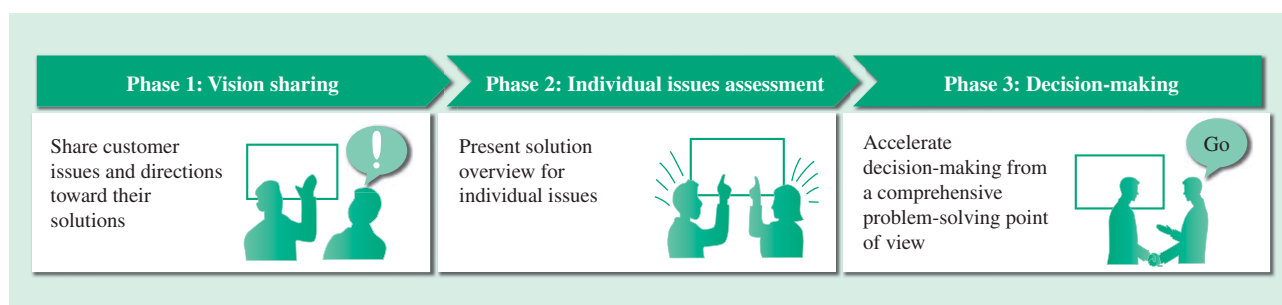 Phase 1: Vision sharing
Share customer
issues and directions
toward their
solutions
!
Phase 2: Individual issues assessment
Present solution
overview for
individual issues
Phase 3: Decision-making
Accelerate
decision-making from
a comprehensive
problem-solving point
of view
Go